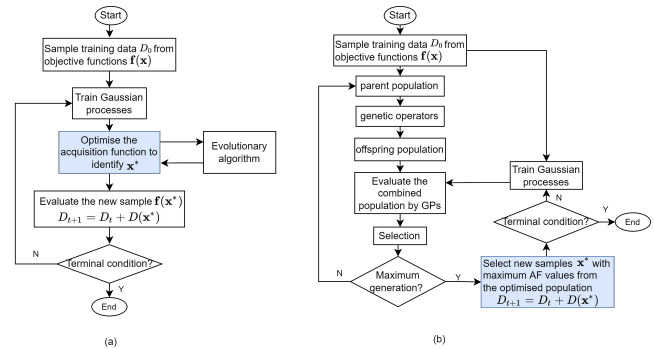 Start
Sample training data D₀ from
objective functions f(x)
Train Gaussian
processes
Optimise the
acquisition function to
identify x*
Evolutionary
algorithm
Evaluate the new sample f(x*)
Dₜ₊₁ = Dₜ + D(x*)
N
Terminal condition?
Y
End
(a)
Start
Sample training data D₀ from
objective functions f(x)
parent population
genetic operators
offspring population
Evaluate the
combined
population by GPs
Selection
N
Maximum
generation?
Y
Train Gaussian
processes
N
Terminal condition?
Y
End
Select new samples x* with
maximum AF values from
the optimised population
Dₜ₊₁ = Dₜ + D(x*)
(b)